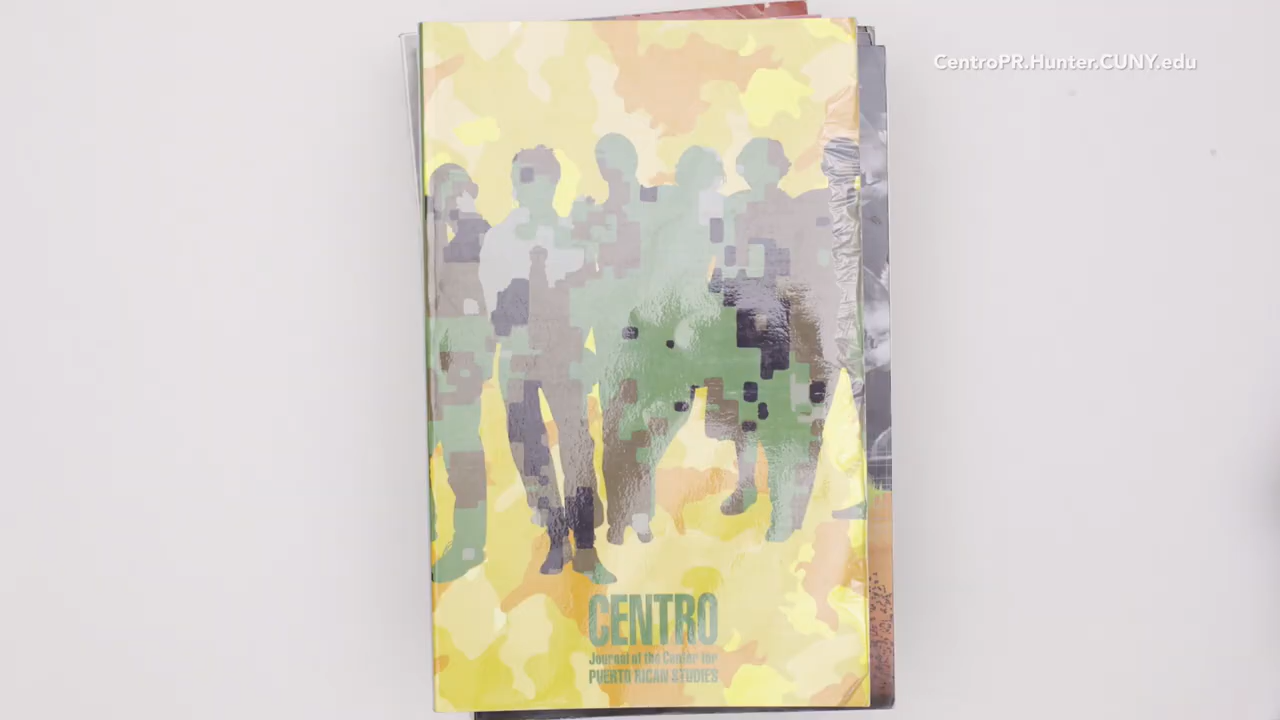 CentroPR.Hunter.CUNY.edu
CENTRO
Journal of the Center for
PUERTO RICAN STUDIES